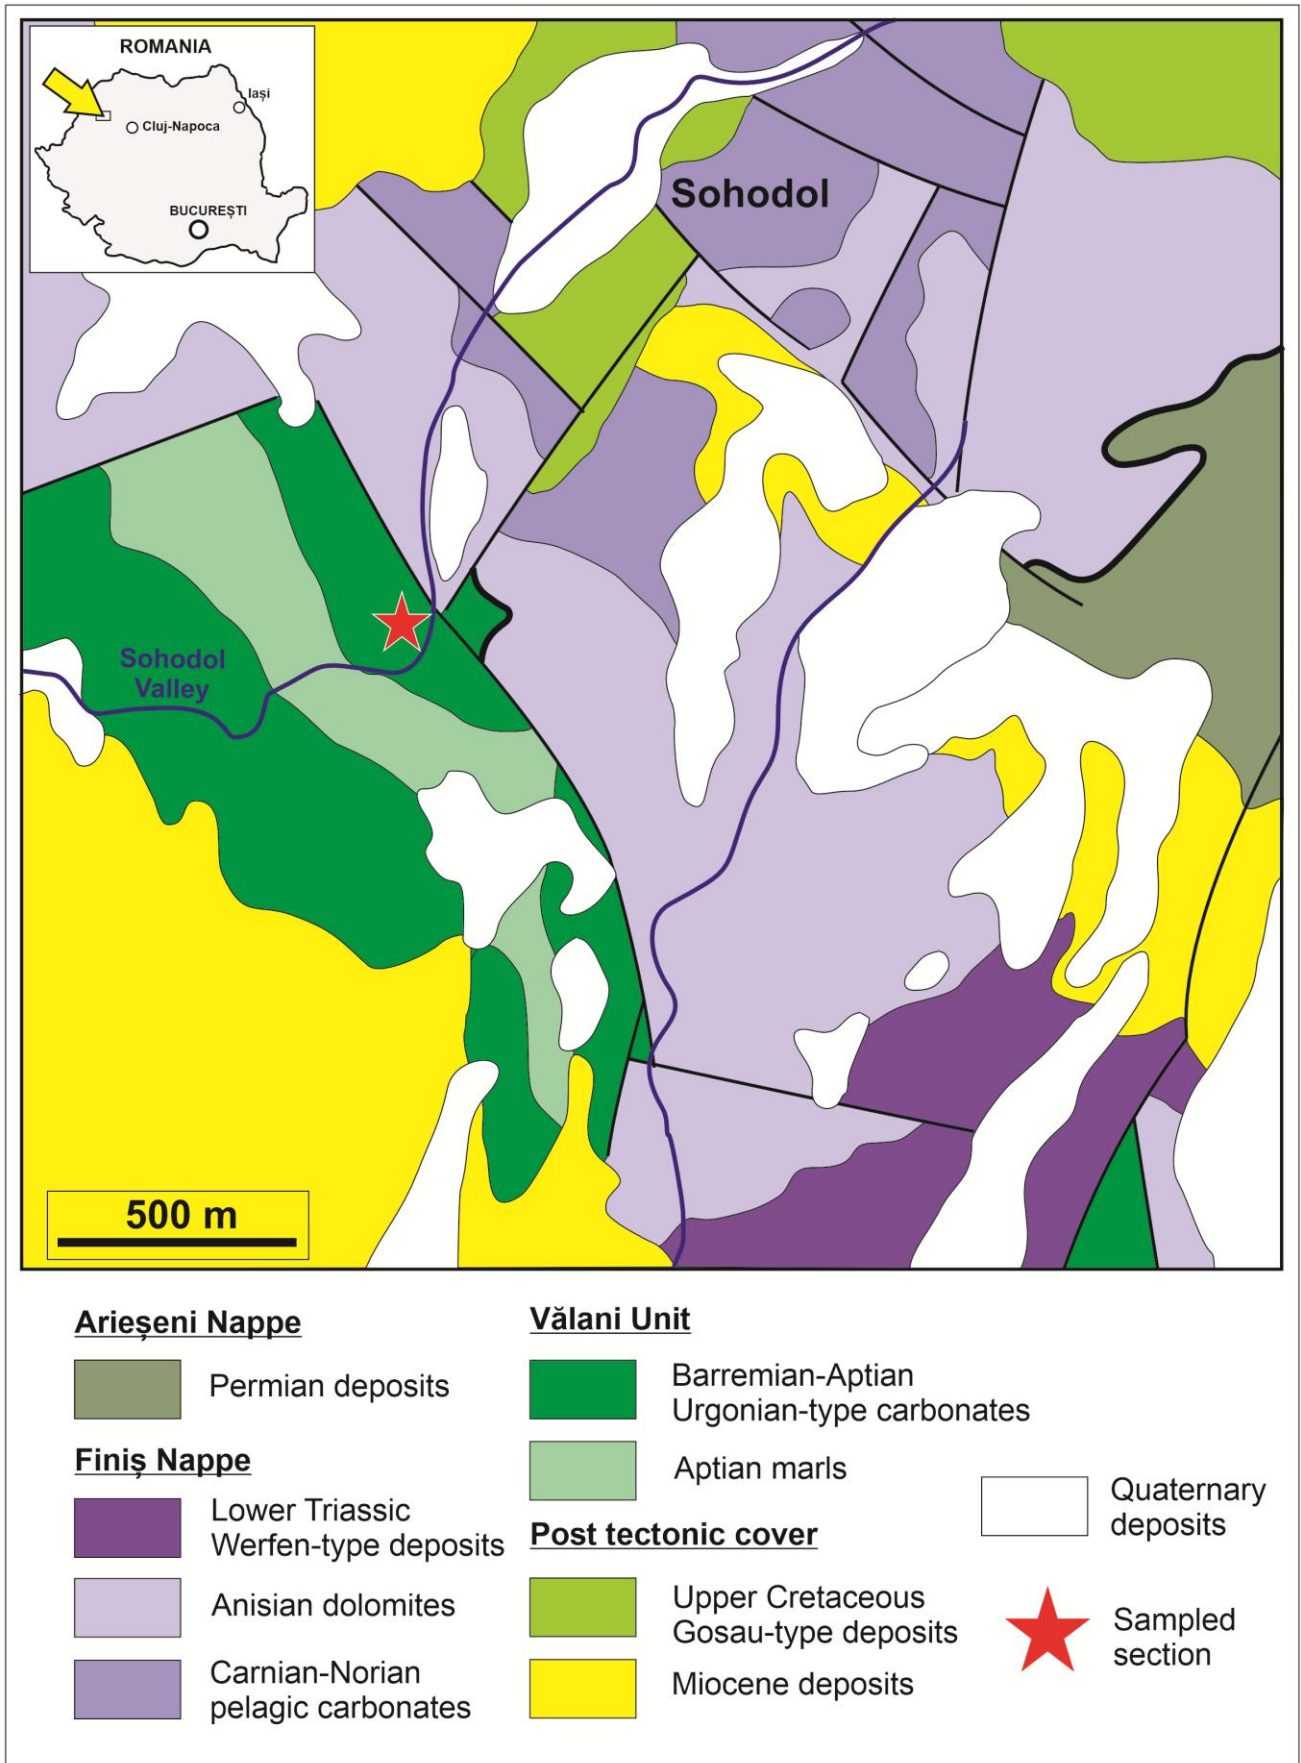 ROMANIA
Iași
Cluj-Napoca
BUCUREȘTI
Sohodol
Sohodol
Valley
500 m
Arieșeni Nappe
Permian deposits
Finiș Nappe
Lower Triassic
Werfen-type deposits
Anisian dolomites
Carnian-Norian
pelagic carbonates
Vălani Unit
Barremian-Aptian
Urgonian-type carbonates
Aptian marls
Post tectonic cover
Upper Cretaceous
Gosau-type deposits
Miocene deposits
Quaternary
deposits
Sampled
section